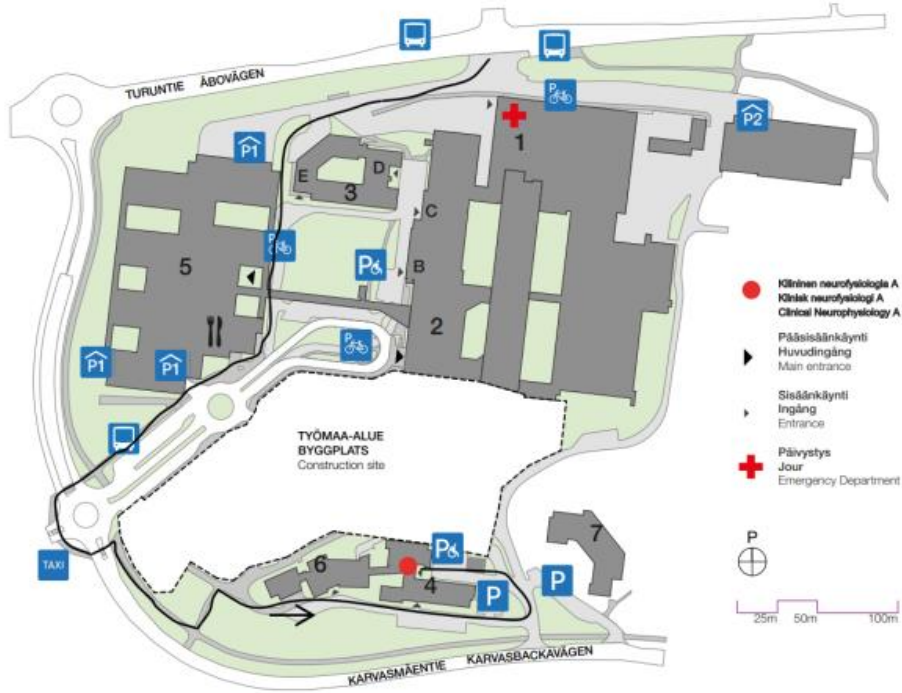 TURUNTIE ÅBOVÄGEN
P
P1
P2
1
E
D
3
C
P
5
P
B
2
P
P1
P1
Kliininen neurofysiologia A
Klinisk neurofysiologi A
Clinical Neurophysiology A
Pääsisäänkäynti
Huvudingång
Main entrance
Sisäänkäynti
Ingång
Entrance
Päivystys
Jour
Emergency Department
TYÖMAA-ALUE
BYGGPLATS
Construction site
TAXI
P
6
4
P
P
7
P
25m 50m 100m
KARVASMÄENTIE KARVASBACKAVÄGEN